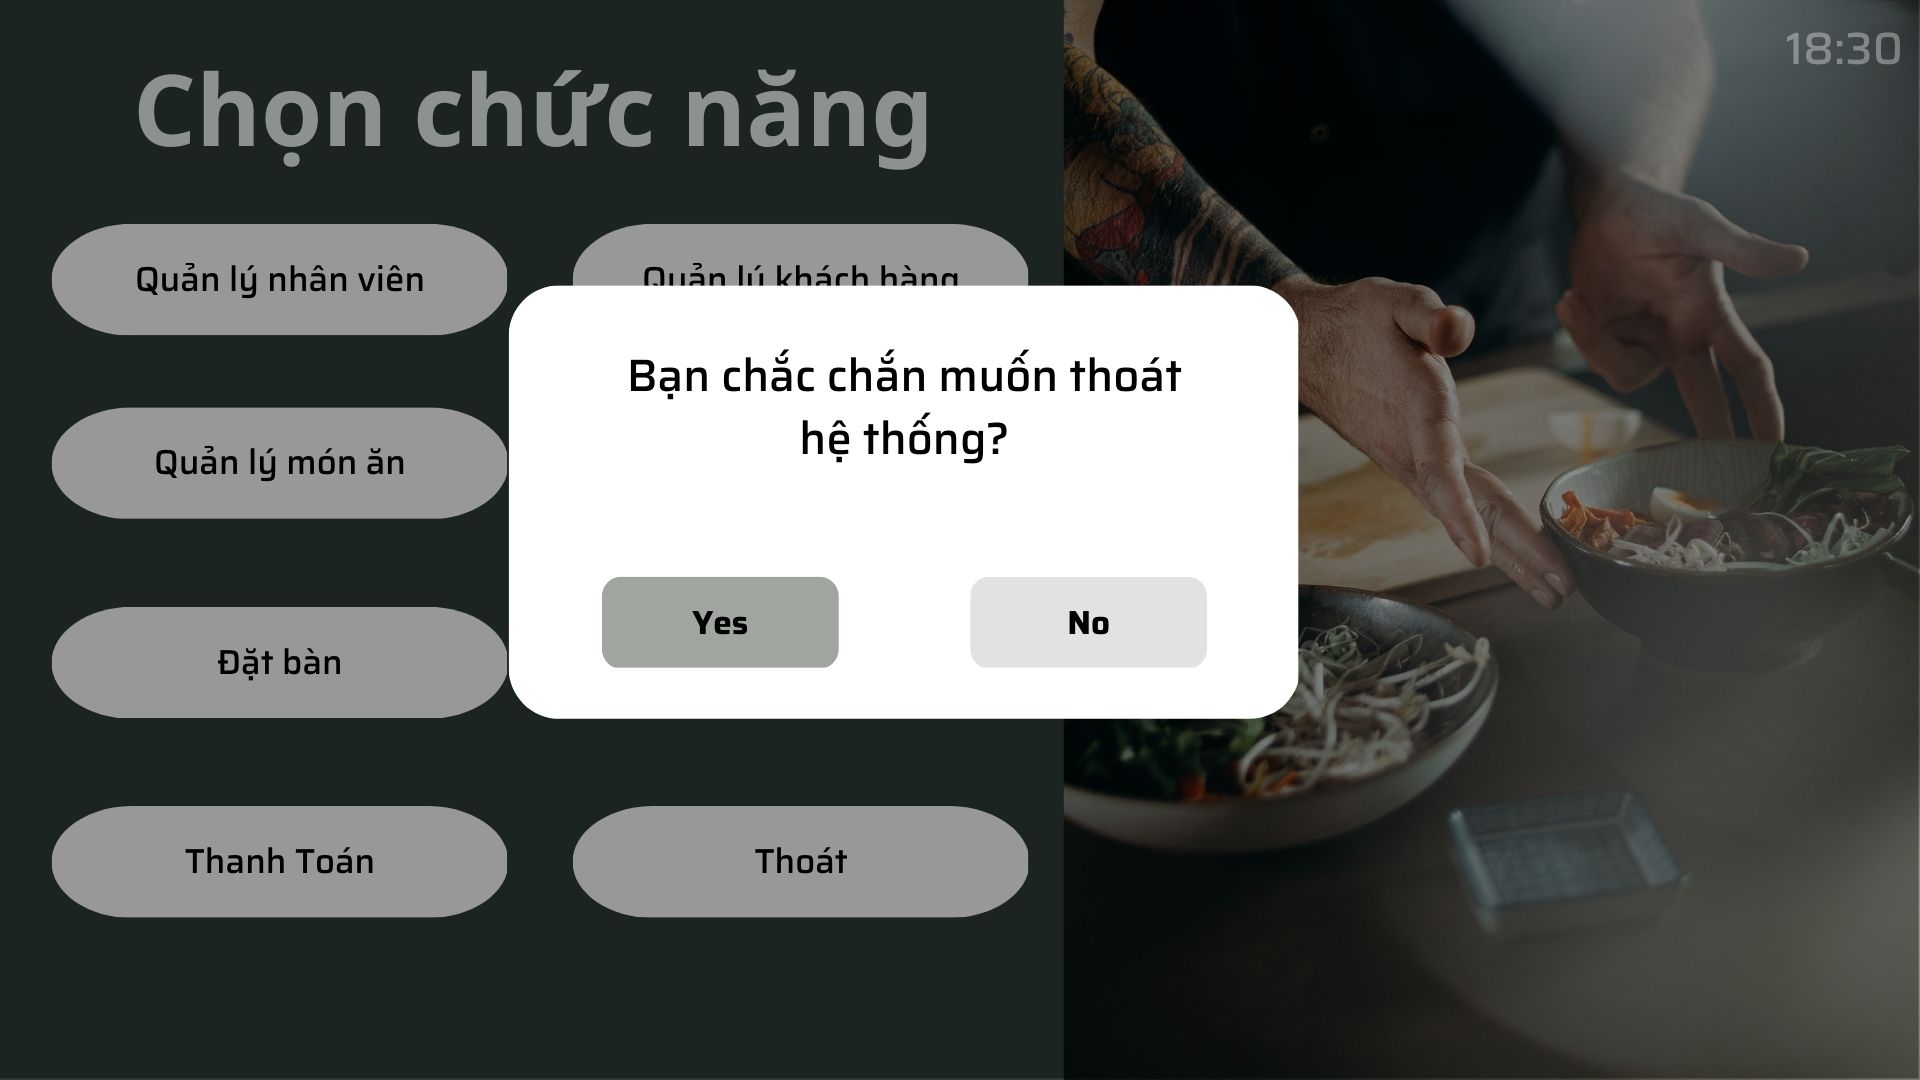 18:30
Chọn chức năng
Quản lý nhân viên
Quản lý khách hàng
Bạn chắc chắn muốn thoát
hệ thống?
Quản lý món ăn
Yes
No
Đặt bàn
Thanh Toán
Thoát